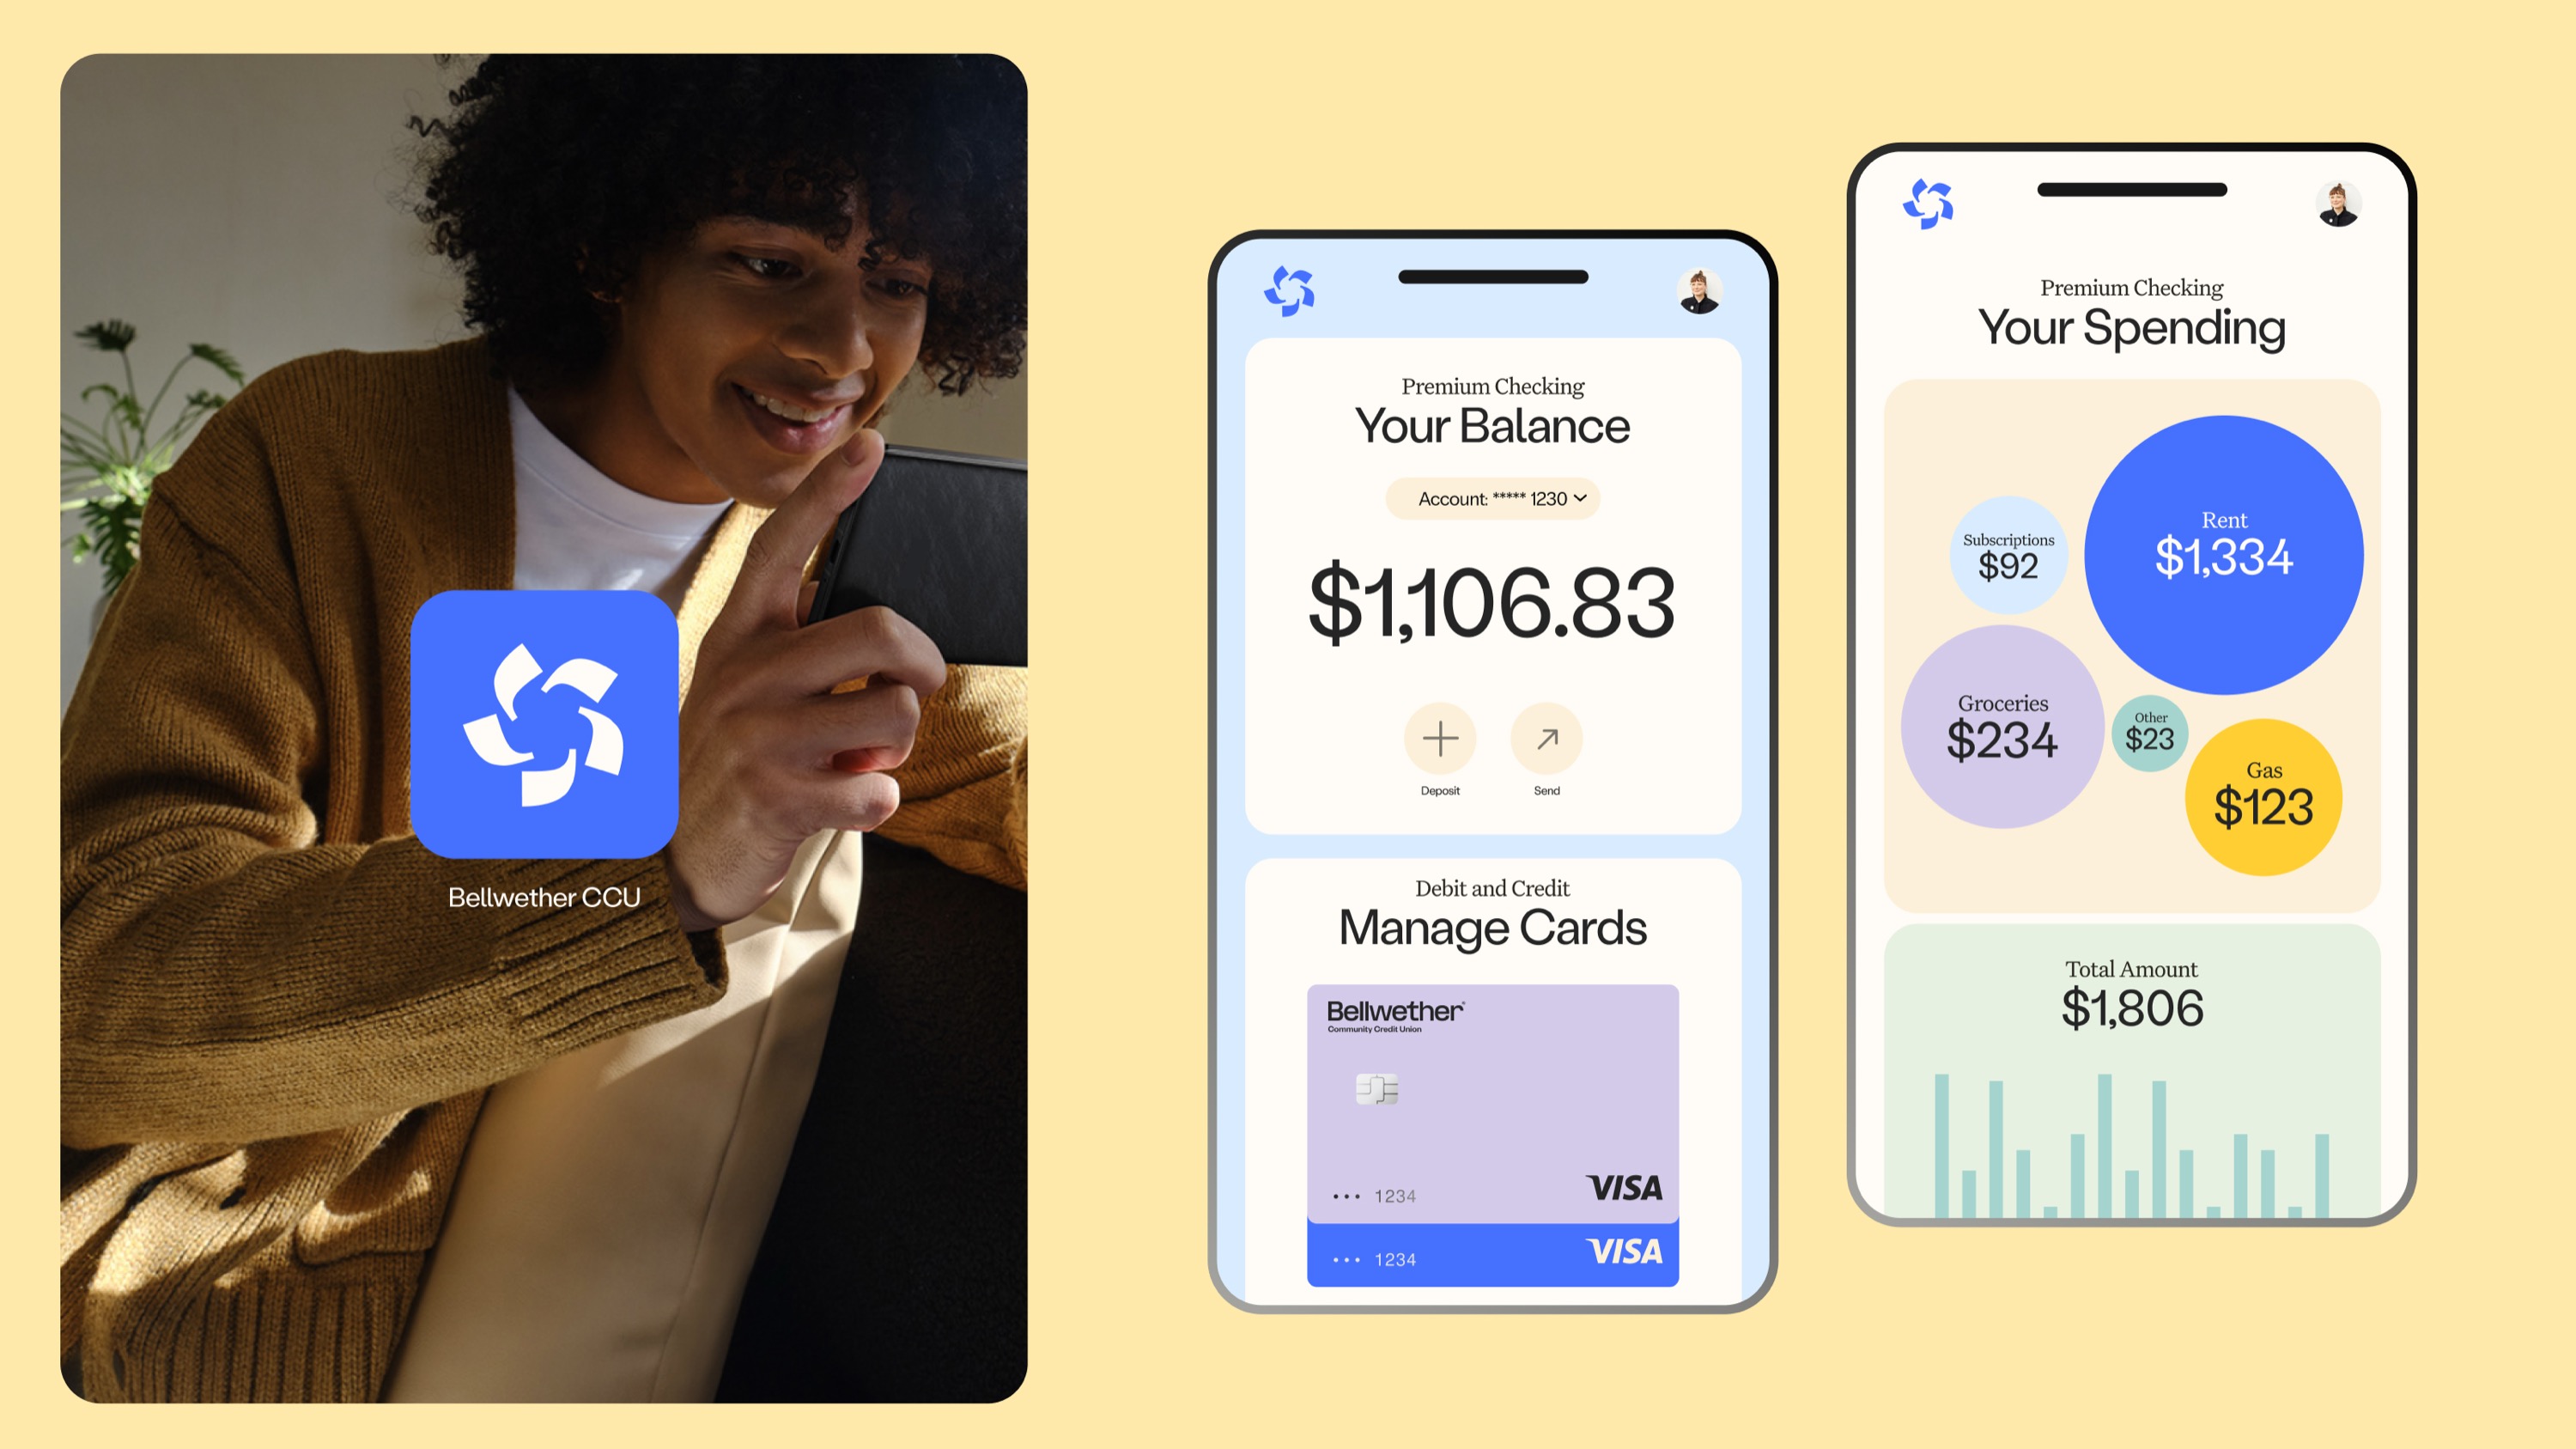 Bellwether CCU
Premium Checking
Your Balance
Account: ***** 1230
$1,106.83
Deposit
Send
Debit and Credit
Manage Cards
Bellwether
Community Credit Union
••• 1234
VISA
••• 1234
VISA
Premium Checking
Your Spending
Rent
$1,334
Subscriptions
$92
Groceries
$234
Other
$23
Gas
$123
Total Amount
$1,806